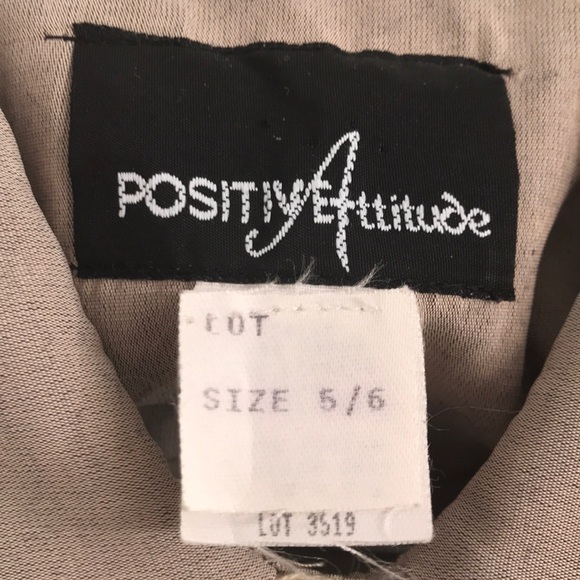 POSITIVE Attitude
LOT
SIZE 5/6
LOT 3519